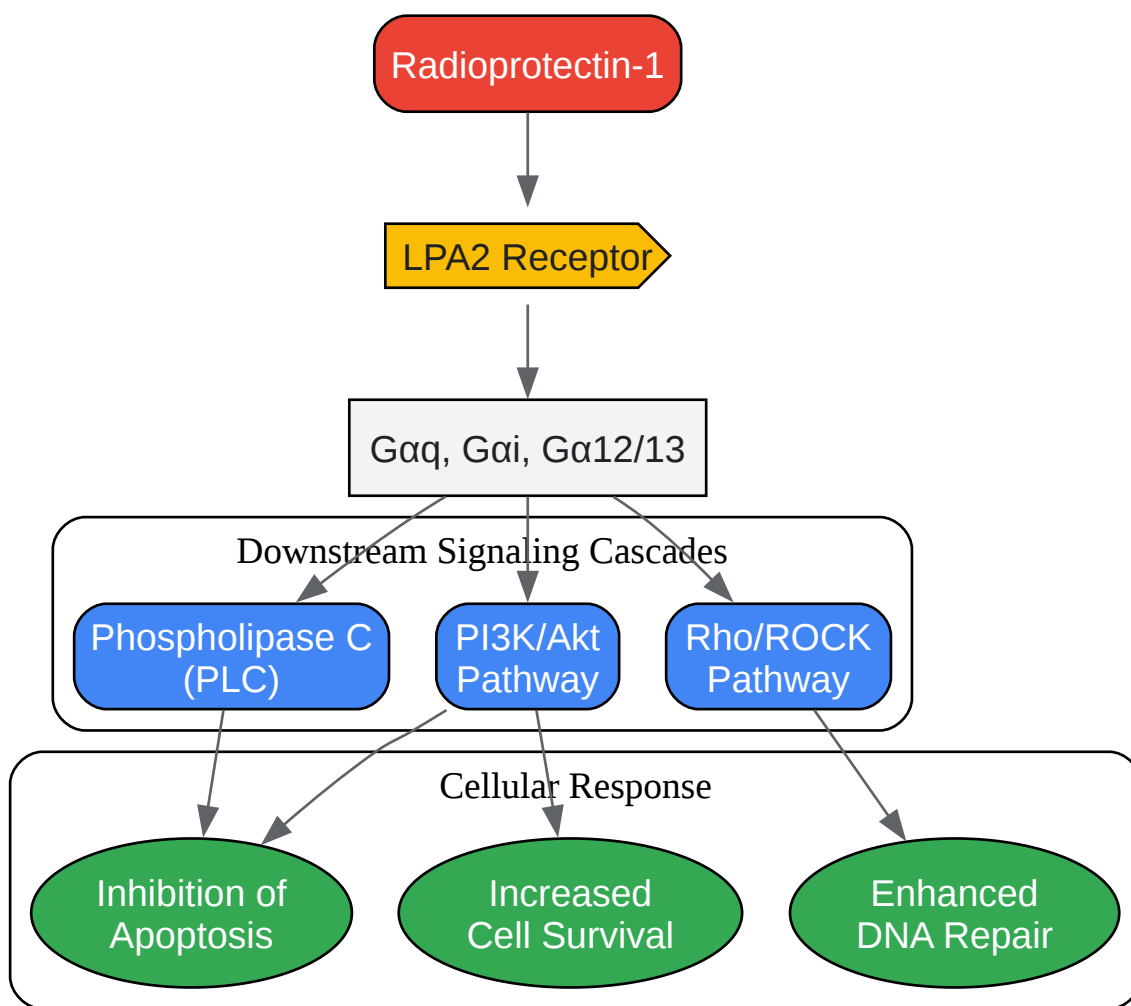 Radioprotectin-1
LPA2 Receptor
Gαq, Gαi, Gα12/13
Downstream Signaling Cascades
Phospholipase C
(PLC)
PI3K/Akt
Pathway
Rho/ROCK
Pathway
Cellular Response
Inhibition of
Apoptosis
Increased
Cell Survival
Enhanced
DNA Repair